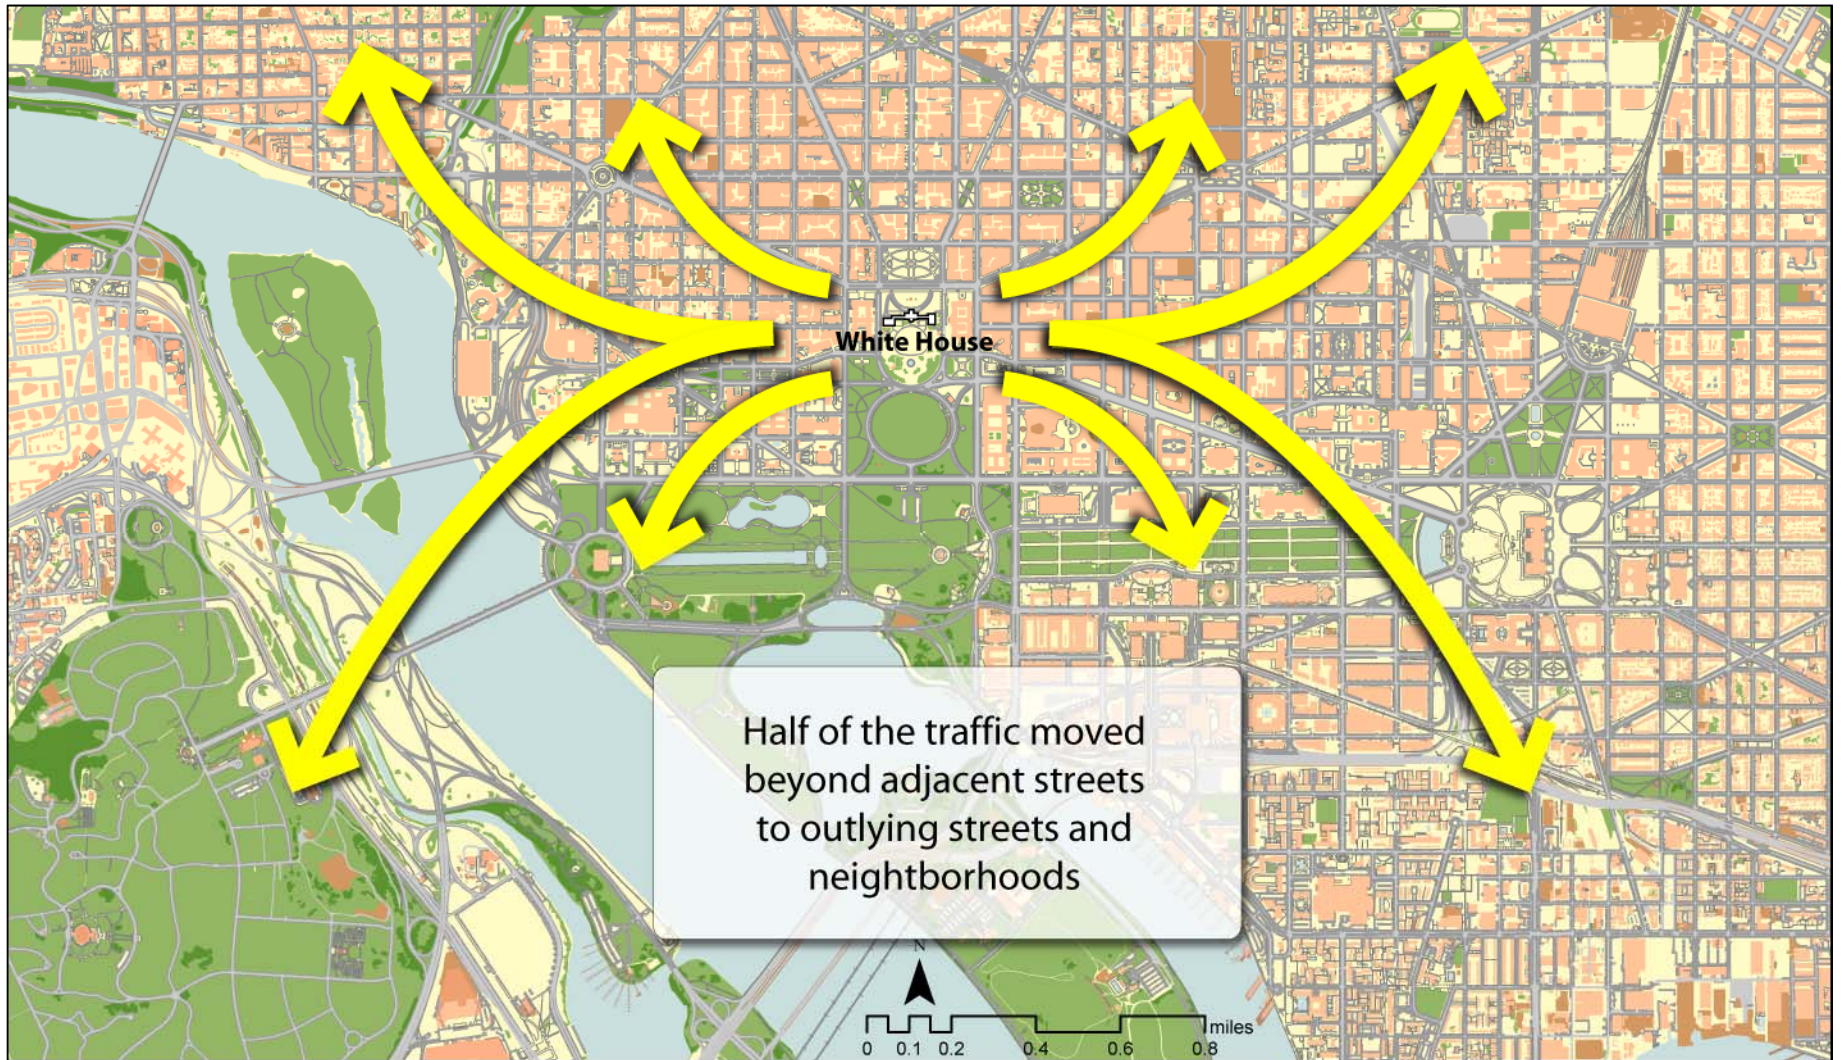 White House
Half of the traffic moved
beyond adjacent streets
to outlying streets and
neightborhoods
N
miles
0 0.1 0.2 0.4 0.6 0.8